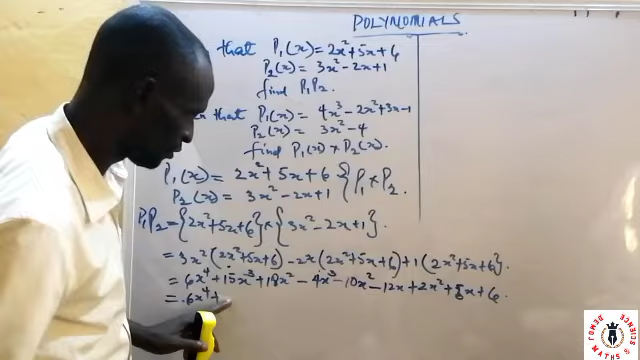 POLYNOMIALS
that P₁(x) = 2x²+5x+6
P₂(x) = 3x²-2x+1
find P₁P₂.
that P₁(x) = 4x³-2x²+3x-1
P₂(x) = 3x²-4
find P₁(x) × P₂(x).
P₁(x) = 2x²+5x+6 } P₁ × P₂.
P₂(x) = 3x²-2x+1
P₁P₂ = {2x²+5x+6} × {3x²-2x+1}.
= 3x²(2x²+5x+6) -2x(2x²+5x+6) +1(2x²+5x+6}.
= 6x⁴+15x³+18x²-4x³-10x²-12x+2x²+5x+6.
= 6x⁴+
DEMOJ MATHS & SCIENCE